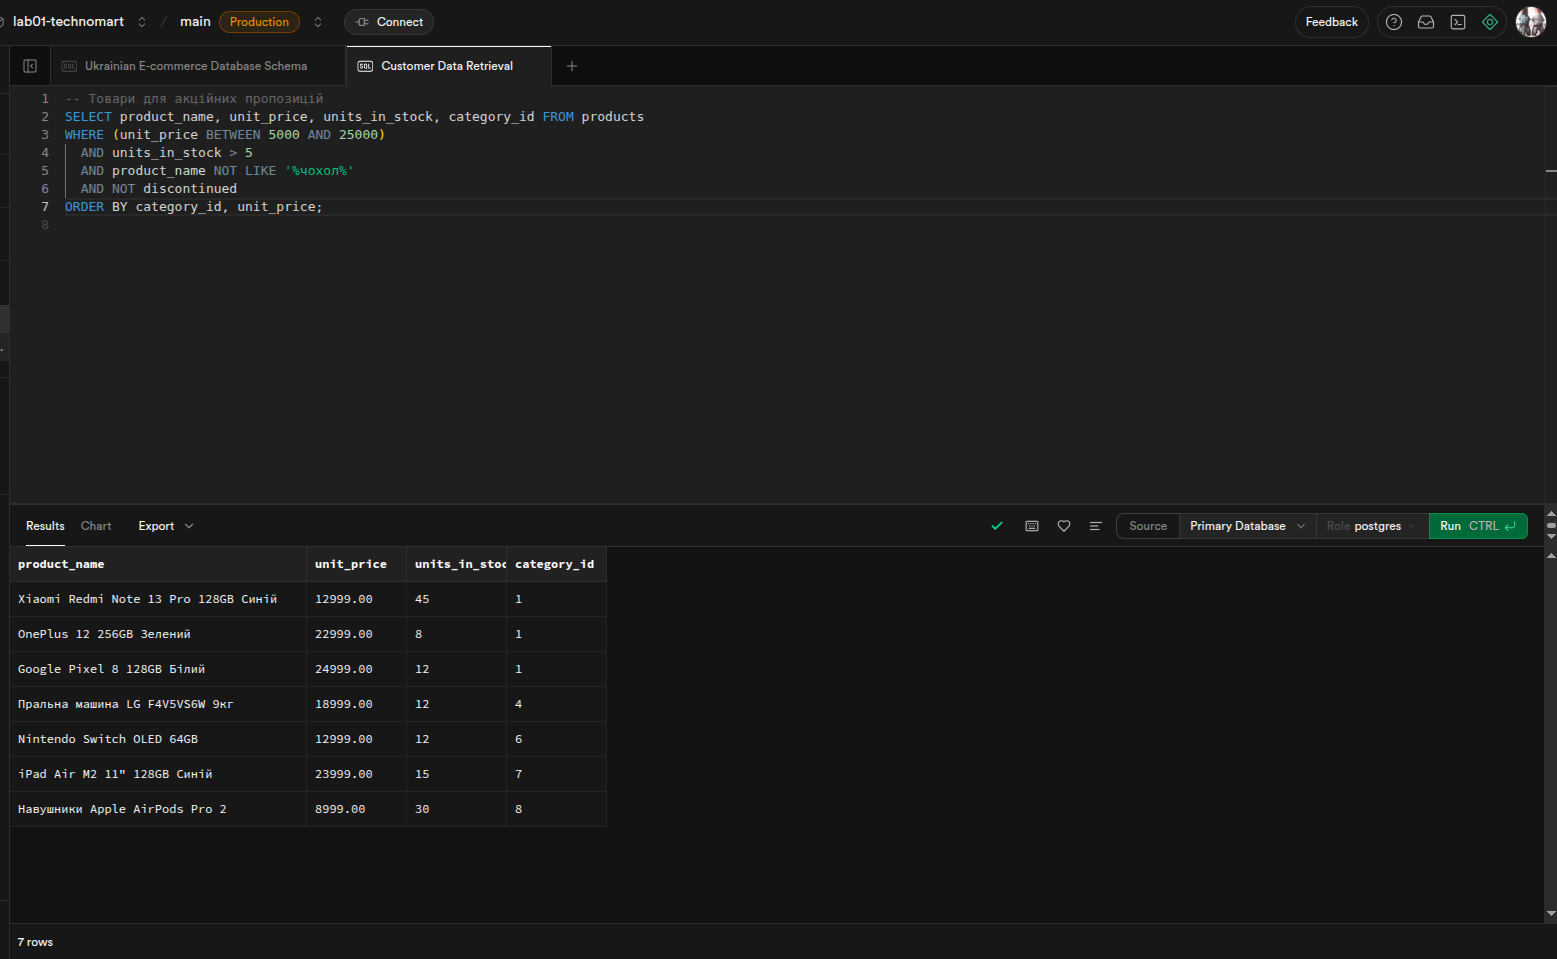 lab01-technomart / main Production Connect Feedback
Ukrainian E-commerce Database Schema Customer Data Retrieval
1 -- Товари для акційних пропозицій
2 SELECT product_name, unit_price, units_in_stock, category_id FROM products
3 WHERE (unit_price BETWEEN 5000 AND 25000)
4 AND units_in_stock > 5
5 AND product_name NOT LIKE '%чохол%'
6 AND NOT discontinued
7 ORDER BY category_id, unit_price;
8
Results Chart Export Source Primary Database Role postgres Run CTRL
product_name unit_price units_in_stoc category_id
Xiaomi Redmi Note 13 Pro 128GB Синій 12999.00 45 1
OnePlus 12 256GB Зелений 22999.00 8 1
Google Pixel 8 128GB Білий 24999.00 12 1
Пральна машина LG F4V5VS6W 9кг 18999.00 12 4
Nintendo Switch OLED 64GB 12999.00 12 6
iPad Air M2 11" 128GB Синій 23999.00 15 7
Навушники Apple AirPods Pro 2 8999.00 30 8
7 rows